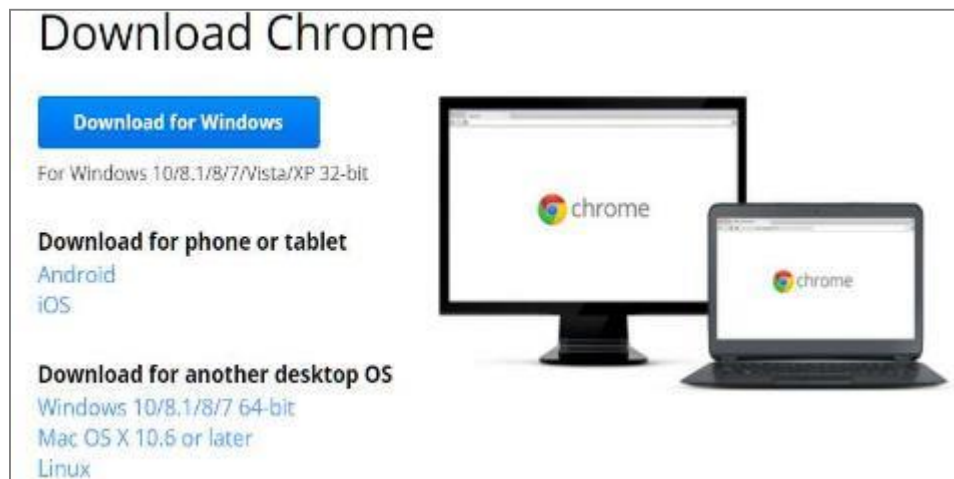 Download Chrome
Download for Windows
For Windows 10/8.1/8/7/Vista/XP 32-bit
Download for phone or tablet
Android
iOS
Download for another desktop OS
Windows 10/8.1/8/7 64-bit
Mac OS X 10.6 or later
Linux
chrome
chrome